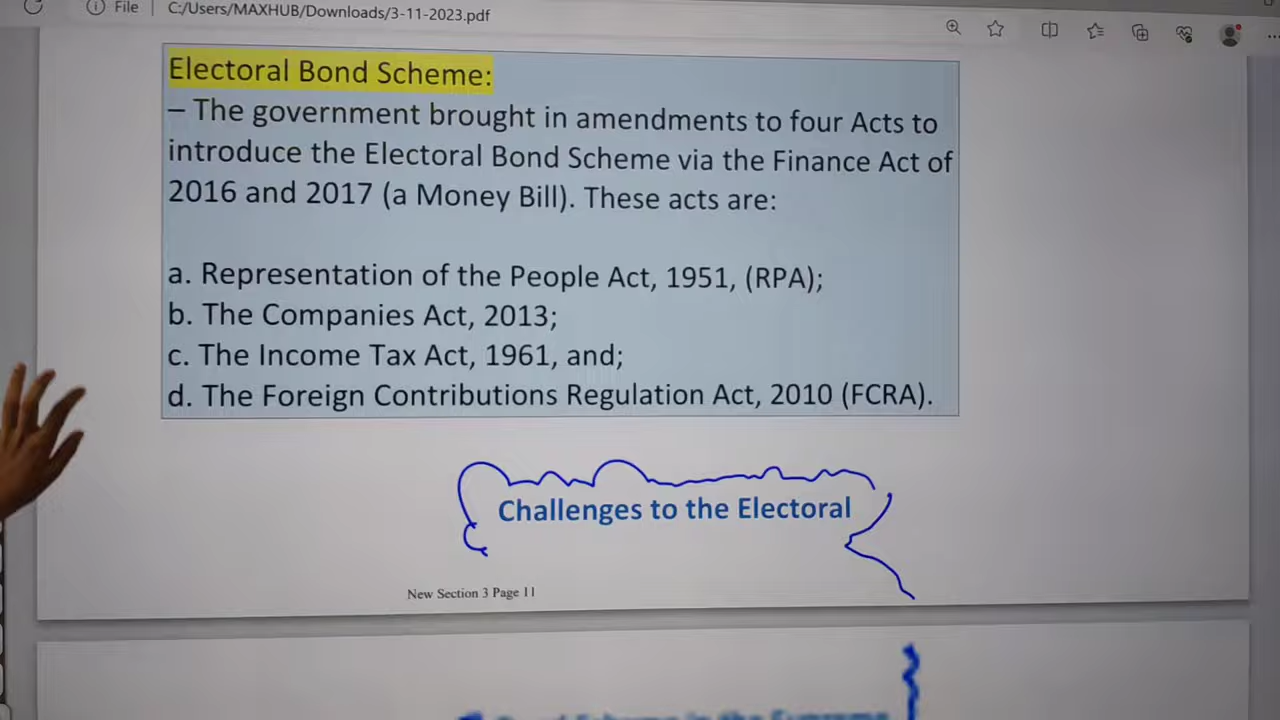 File
C:/Users/MAXHUB/Downloads/3-11-2023.pdf
Electoral Bond Scheme:
– The government brought in amendments to four Acts to
introduce the Electoral Bond Scheme via the Finance Act of
2016 and 2017 (a Money Bill). These acts are:
a. Representation of the People Act, 1951, (RPA);
b. The Companies Act, 2013;
c. The Income Tax Act, 1961, and;
d. The Foreign Contributions Regulation Act, 2010 (FCRA).
Challenges to the Electoral
New Section 3 Page 11